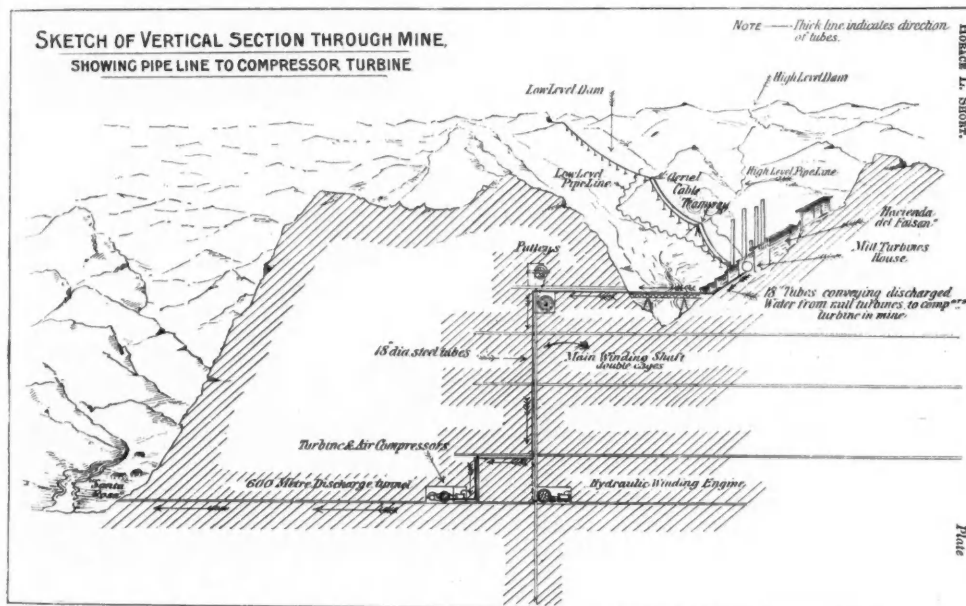 SKETCH OF VERTICAL SECTION THROUGH MINE,
SHOWING PIPE LINE TO COMPRESSOR TURBINE
NOTE — Thick line indicates direction
of tubes.
HORACE L. SHORT.
Low Level Dam
High Level Dam
Low Level
Pipe Line
Aeriel
Cable
Tramway
High Level Pipe Line
"Hacienda
del Faisan"
Mill Turbines
House.
18" Tubes conveying discharged
Water from mill turbines to comp^ers
turbine in mine
Pulleys
18" dia. steel tubes
Main Winding Shaft
double cages
Turbine & Air Compressors
"600 Metre Discharge tunnel"
Hydraulic Winding Engine
"Santa
Rosa"
Plate